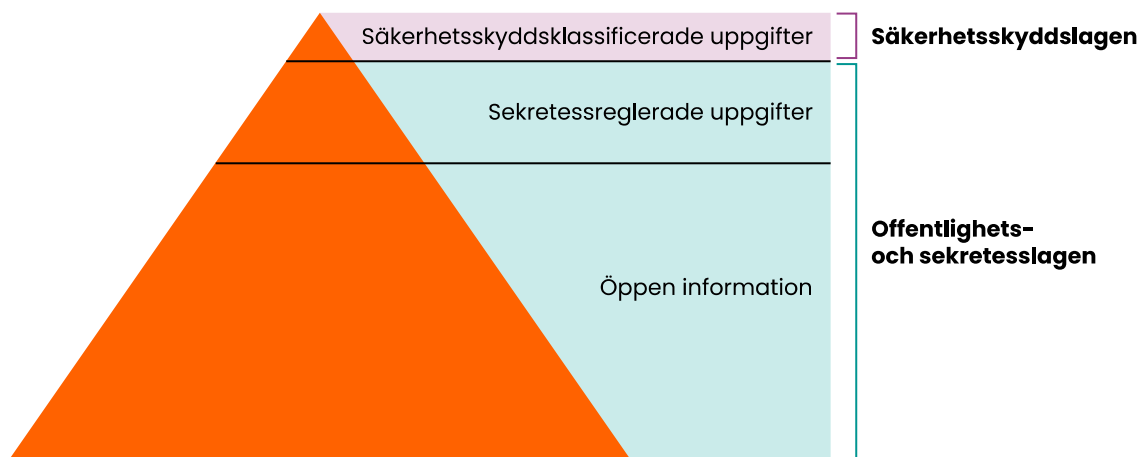 Säkerhetsskyddsklassificerade uppgifter
Säkerhetsskyddslagen
Sekretessreglerade uppgifter
Offentlighets-
och sekretesslagen
Öppen information